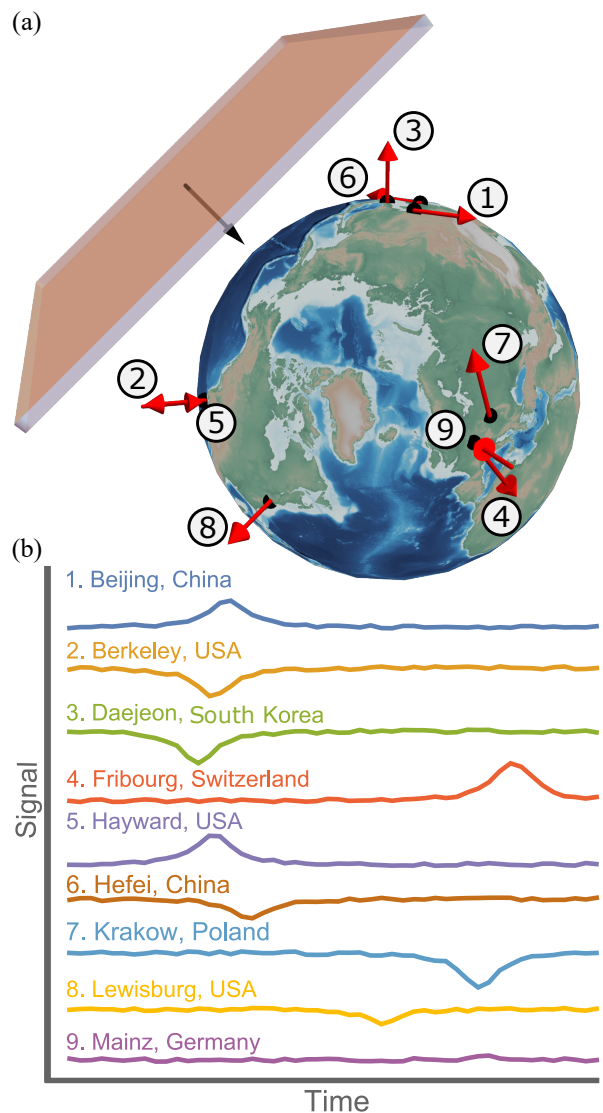 (a)
3
6
1
2
7
5
9
4
8
(b)
1. Beijing, China
2. Berkeley, USA
3. Daejeon, South Korea
4. Fribourg, Switzerland
5. Hayward, USA
6. Hefei, China
7. Krakow, Poland
8. Lewisburg, USA
9. Mainz, Germany
Signal
Time